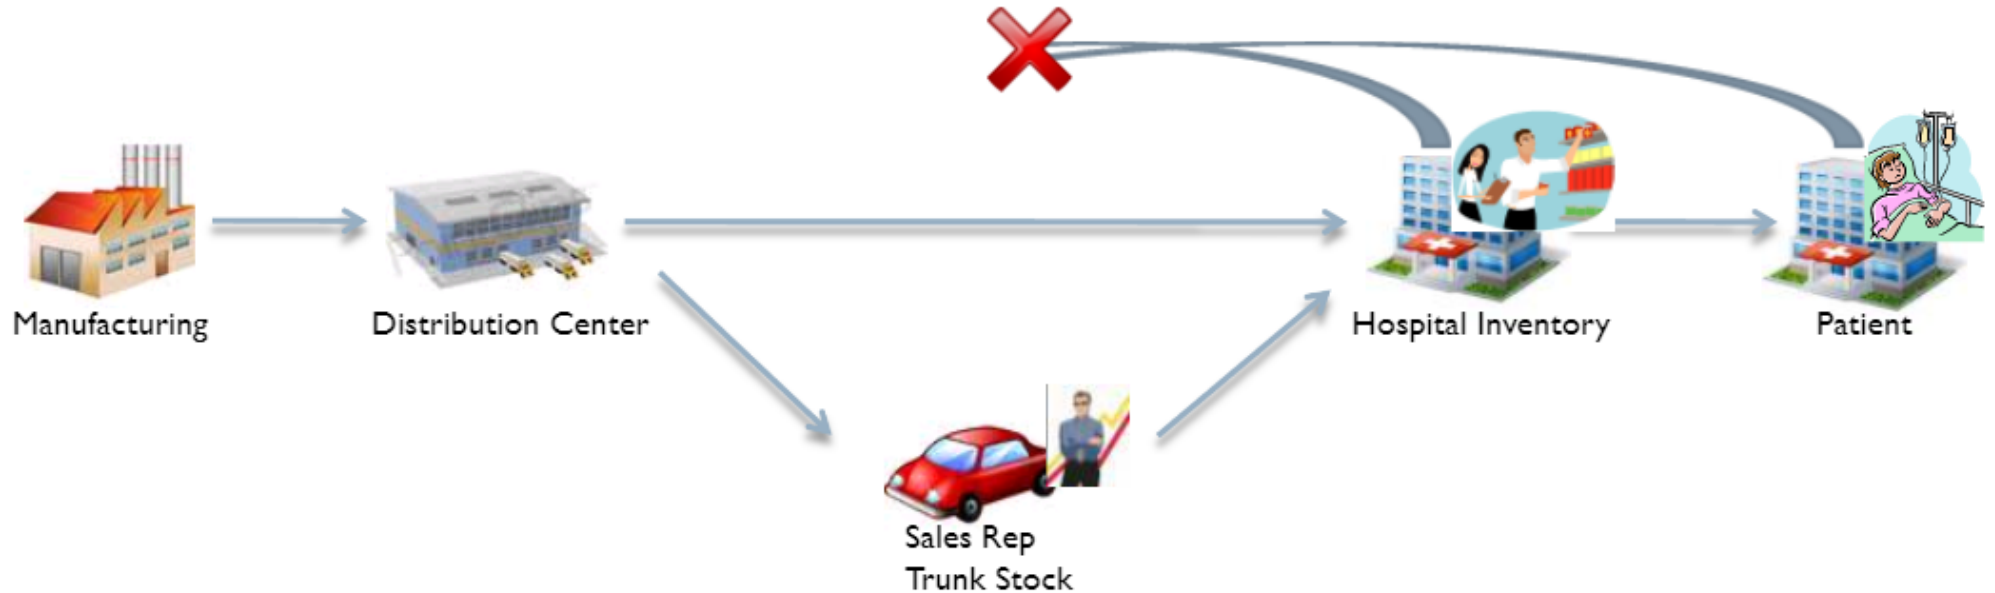 Manufacturing
Distribution Center
Hospital Inventory
Patient
Sales Rep
Trunk Stock